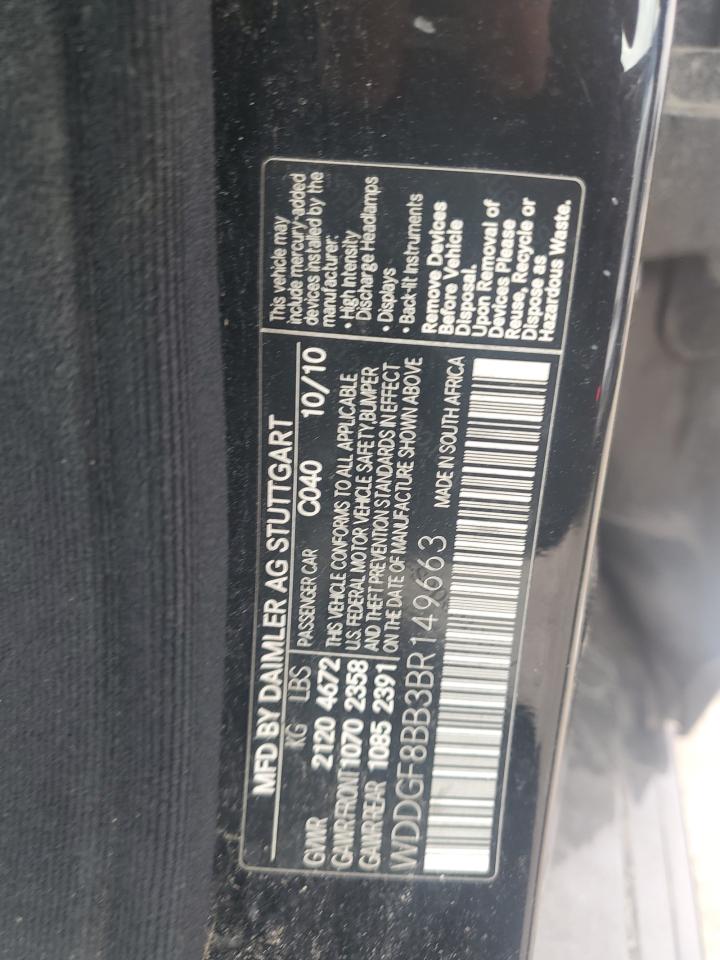 MFD BY DAIMLER AG STUTTGART
KG LBS
GVWR 2120 4672
GAWR FRONT 1070 2358
GAWR REAR 1085 2391
PASSENGER CAR C040 10/10
THIS VEHICLE CONFORMS TO ALL APPLICABLE
U.S. FEDERAL MOTOR VEHICLE SAFETY, BUMPER
AND THEFT PREVENTION STANDARDS IN EFFECT
ON THE DATE OF MANUFACTURE SHOWN ABOVE
WDDGF8BB3BR149663 MADE IN SOUTH AFRICA
This vehicle may
include mercury-added
devices installed by the
manufacturer:
• High Intensity
Discharge Headlamps
• Displays
• Back-lit Instruments
Remove Devices
Before Vehicle
Disposal.
Upon Removal of
Devices Please
Reuse, Recycle or
Dispose as
Hazardous Waste.